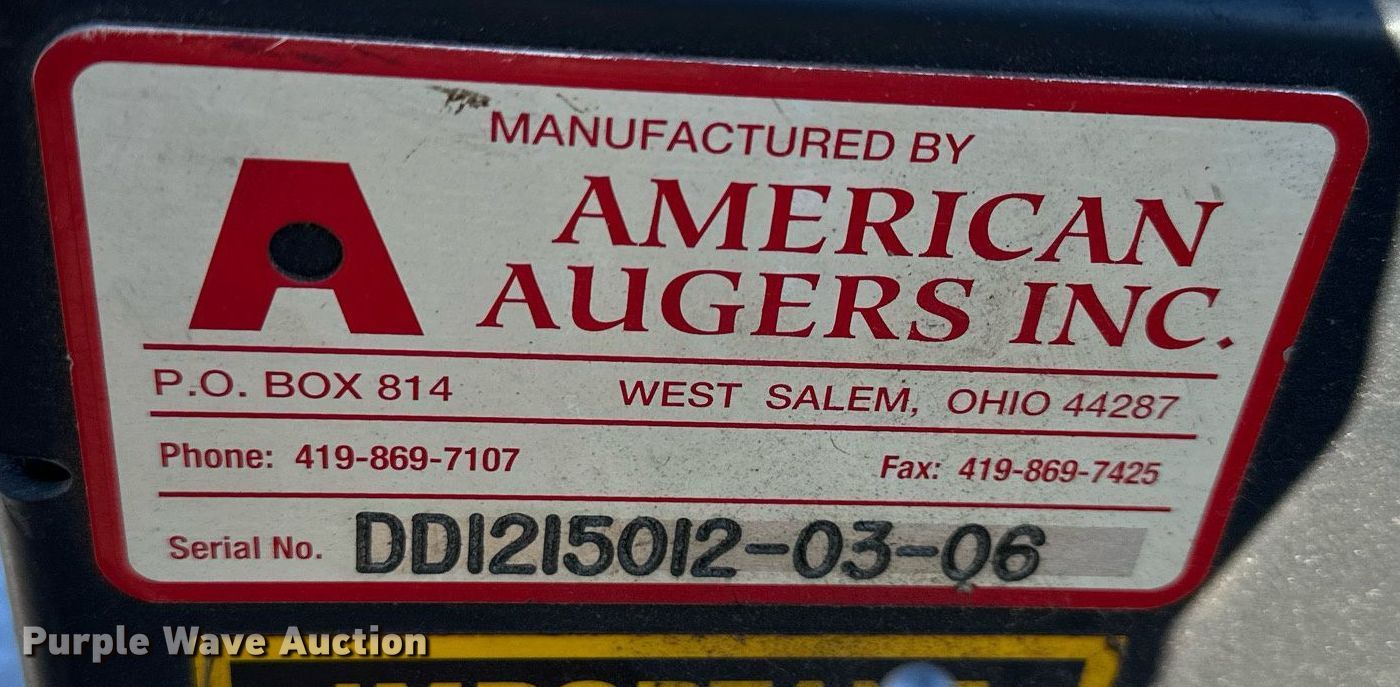 MANUFACTURED BY
A AMERICAN
AUGERS INC.
P.O. BOX 814 WEST SALEM, OHIO 44287
Phone: 419-869-7107 Fax: 419-869-7425
Serial No. DD1215012-03-06
Purple Wave Auction
IMPORTANT